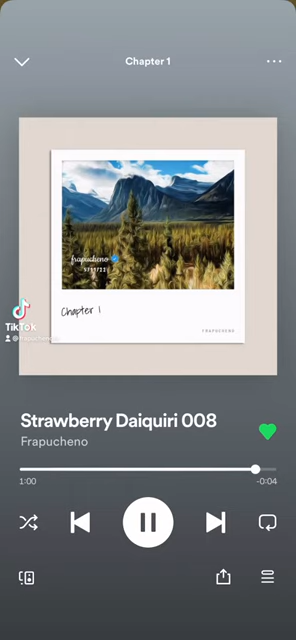 Chapter 1
frapucheno
Chapter 1
FRAPUCHENO
TikTok
Strawberry Daiquiri 008
Frapucheno
1:00
-0:04